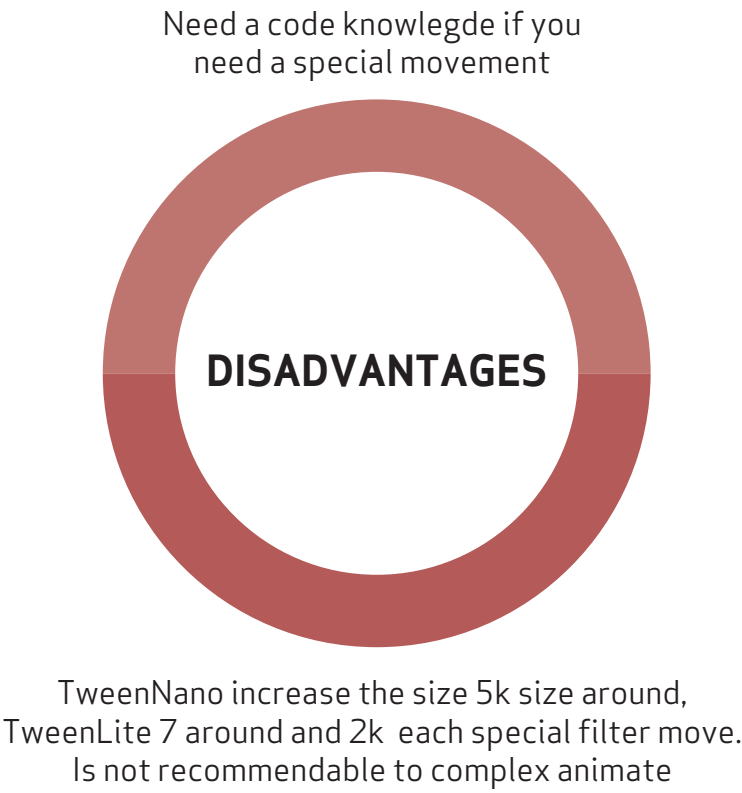 Need a code knowlegde if you
need a special movement
DISADVANTAGES
TweenNano increase the size 5k size around,
TweenLite 7 around and 2k each special filter move.
Is not recommendable to complex animate